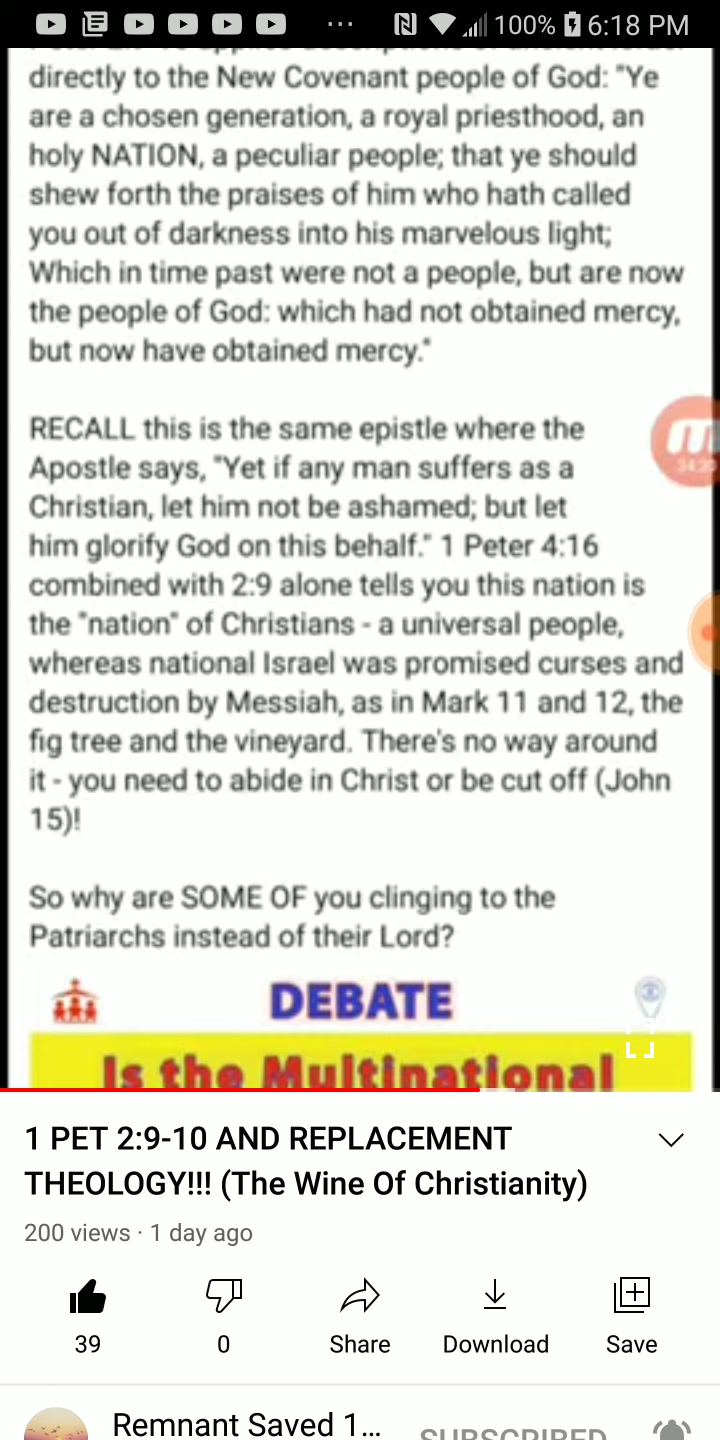 100% 6:18 PM
directly to the New Covenant people of God: "Ye
are a chosen generation, a royal priesthood, an
holy NATION, a peculiar people; that ye should
shew forth the praises of him who hath called
you out of darkness into his marvelous light;
Which in time past were not a people, but are now
the people of God: which had not obtained mercy,
but now have obtained mercy."
RECALL this is the same epistle where the
Apostle says, "Yet if any man suffers as a
Christian, let him not be ashamed; but let
him glorify God on this behalf." 1 Peter 4:16
combined with 2:9 alone tells you this nation is
the "nation" of Christians - a universal people,
whereas national Israel was promised curses and
destruction by Messiah, as in Mark 11 and 12, the
fig tree and the vineyard. There's no way around
it - you need to abide in Christ or be cut off (John
15)!
So why are SOME OF you clinging to the
Patriarchs instead of their Lord?
DEBATE
Is the Multinational
1 PET 2:9-10 AND REPLACEMENT
THEOLOGY!!! (The Wine Of Christianity)
200 views · 1 day ago
39
0
Share
Download
Save
Remnant Saved 1...
SUBSCRIBED